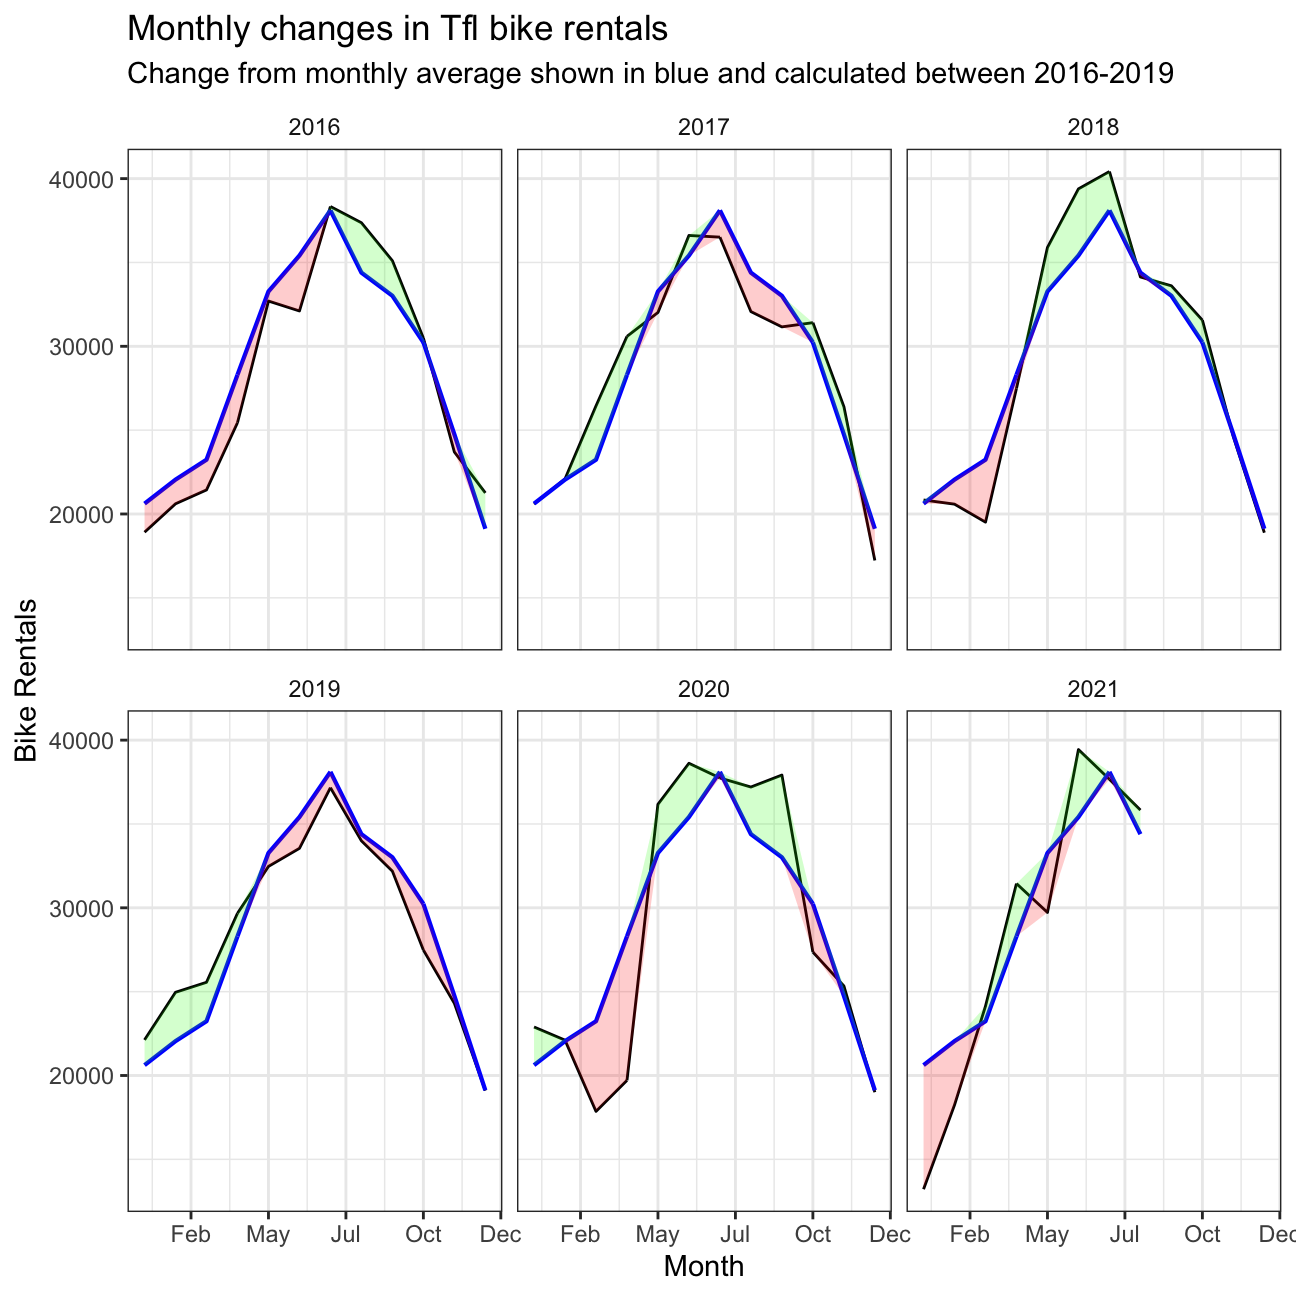 Monthly changes in Tfl bike rentals
Change from monthly average shown in blue and calculated between 2016-2019
2016 2017 2018
40000
30000
20000
Bike Rentals
2019 2020 2021
40000
30000
20000
Feb May Jul Oct Dec Feb May Jul Oct Dec Feb May Jul Oct Dec
Month